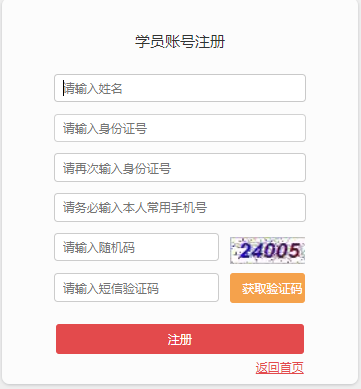 学员账号注册
请输入姓名
请输入身份证号
请再次输入身份证号
请务必输入本人常用手机号
请输入随机码 24005
请输入短信验证码 获取验证码
注册
返回首页